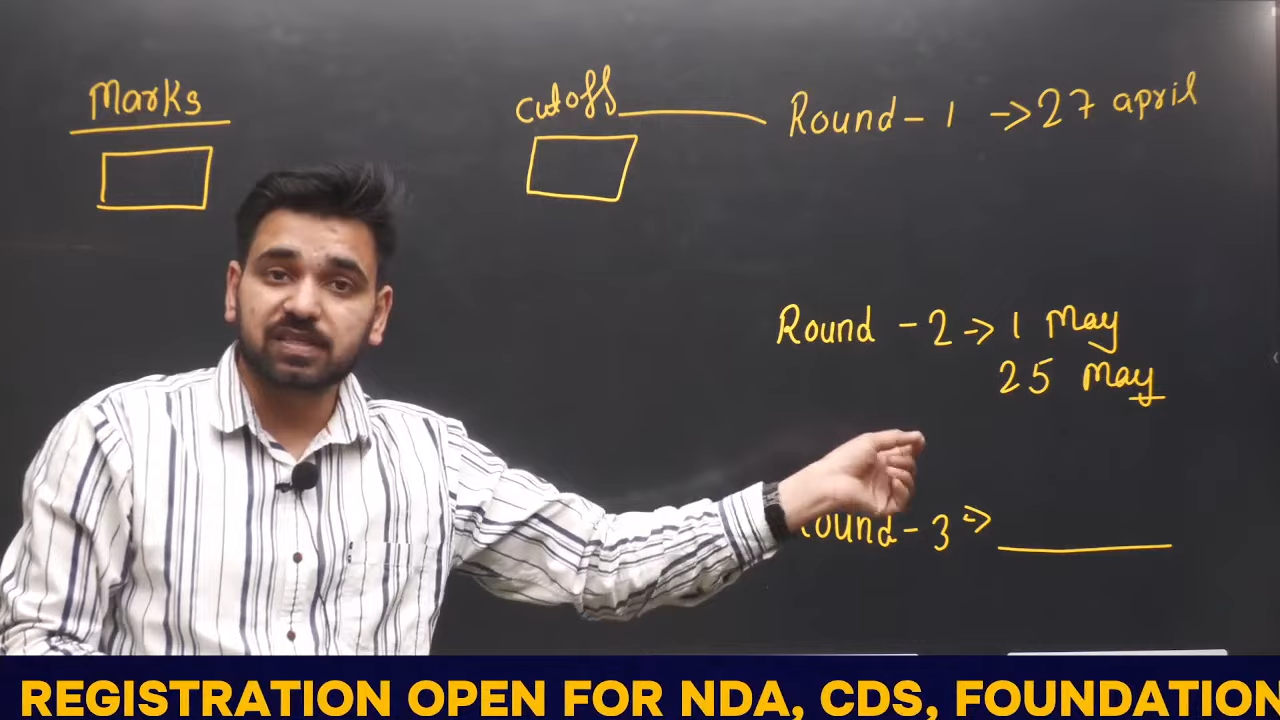 Marks
cutoff
Round - 1 → 27 april
Round - 2 → 1 May
25 May
Round - 3 →
REGISTRATION OPEN FOR NDA, CDS, FOUNDATION